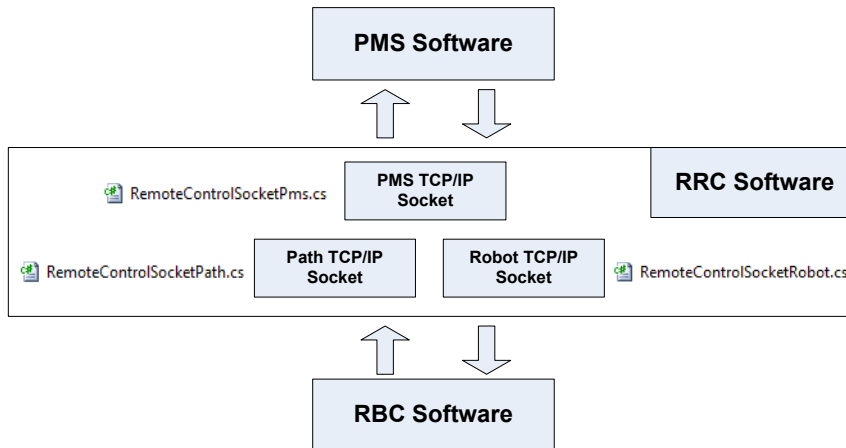 PMS Software
RRC Software
PMS TCP/IP
Socket
RemoteControlSocketPms.cs
Path TCP/IP
Socket
Robot TCP/IP
Socket
RemoteControlSocketPath.cs
RemoteControlSocketRobot.cs
RBC Software